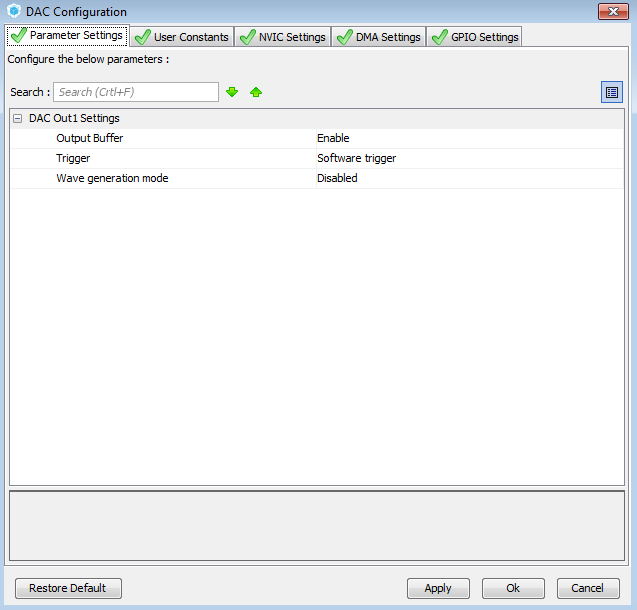 DAC Configuration
Parameter Settings User Constants NVIC Settings DMA Settings GPIO Settings
Configure the below parameters :
Search : Search (Crtl+F)
DAC Out1 Settings
Output Buffer Enable
Trigger Software trigger
Wave generation mode Disabled
Restore Default Apply Ok Cancel